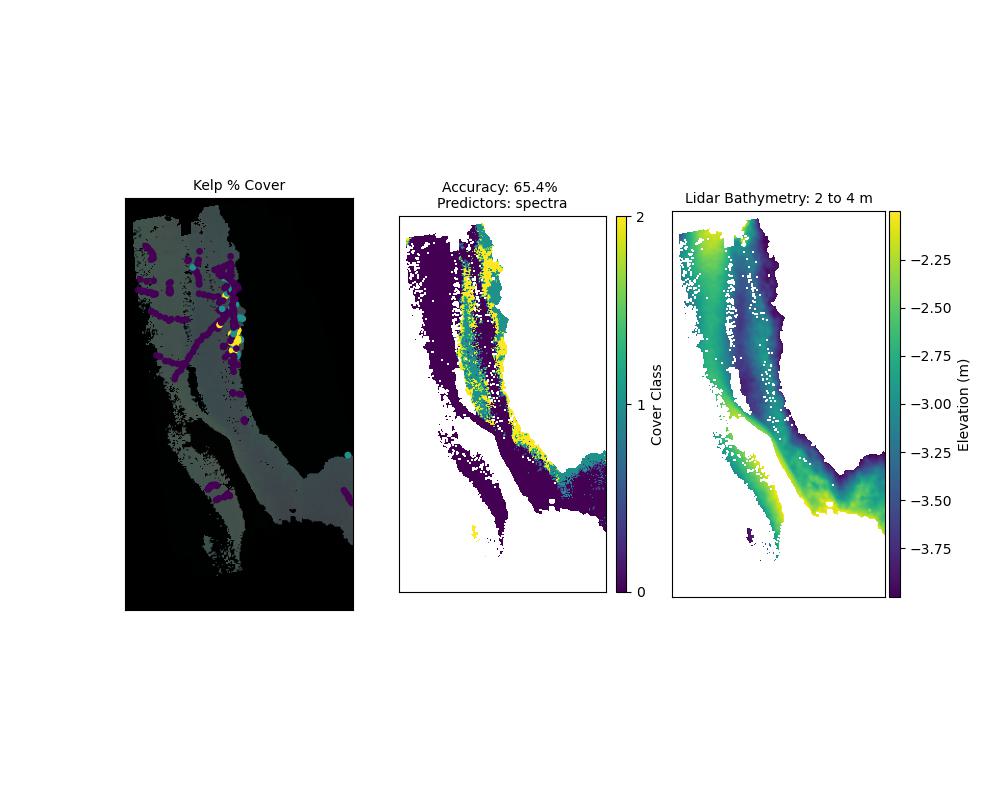 Kelp % Cover
Accuracy: 65.4%
Predictors: spectra
2
1
0
Cover Class
Lidar Bathymetry: 2 to 4 m
−2.25
−2.50
−2.75
−3.00
−3.25
−3.50
−3.75
Elevation (m)